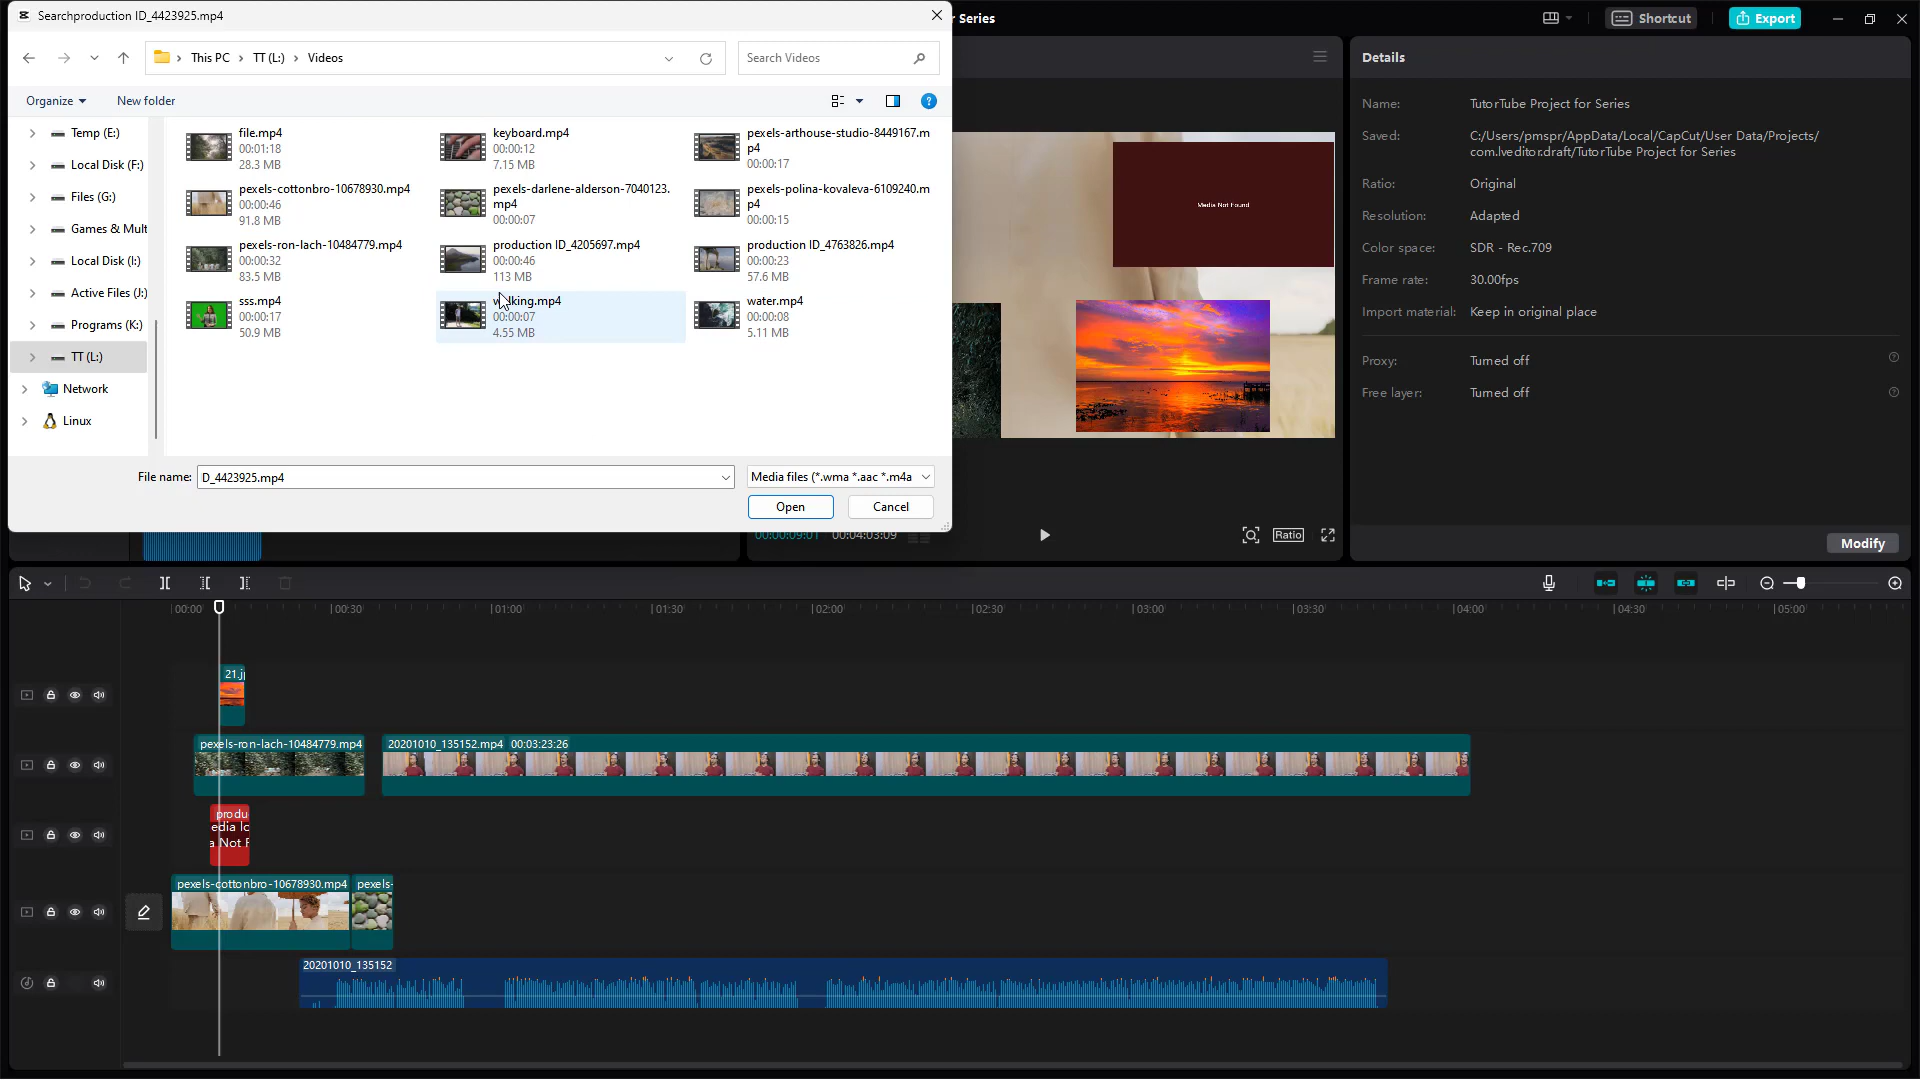 Searchproduction ID_4423925.mp4
r Series
Shortcut
Export
This PC
TT (L:)
Videos
Search Videos
Details
Organize
New folder
Name:
TutorTube Project for Series
Saved:
C:/Users/pmspr/AppData/Local/CapCut/User Data/Projects/
com.lveditor.draft/TutorTube Project for Series
Ratio:
Original
Resolution:
Adapted
Color space:
SDR - Rec.709
Frame rate:
30.00fps
Import material:
Keep in original place
Proxy:
Turned off
Free layer:
Turned off
Modify
Temp (E:)
Local Disk (F:)
Files (G:)
Games & Mult
Local Disk (I:)
Active Files (J:)
Programs (K:)
TT (L:)
Network
Linux
file.mp4
00:01:18
28.3 MB
keyboard.mp4
00:00:12
7.15 MB
pexels-arthouse-studio-8449167.m
p4
00:00:17
pexels-cottonbro-10678930.mp4
00:00:46
91.8 MB
pexels-darlene-alderson-7040123.
mp4
00:00:07
pexels-polina-kovaleva-6109240.m
p4
00:00:15
pexels-ron-lach-10484779.mp4
00:00:32
83.5 MB
production ID_4205697.mp4
00:00:46
113 MB
production ID_4763826.mp4
00:00:23
57.6 MB
sss.mp4
00:00:17
50.9 MB
walking.mp4
00:00:07
4.55 MB
water.mp4
00:00:08
5.11 MB
File name:
D_4423925.mp4
Media files (*.wma *.aac *.m4a
Open
Cancel
Media Not Found
00:00:09:01
00:04:03:09
Ratio
00:00
00:30
01:00
01:30
02:00
02:30
03:00
03:30
04:00
04:30
05:00
21.j
pexels-ron-lach-10484779.mp4
20201010_135152.mp4 00:03:23:26
produ
edia lo
a Not F
pexels-cottonbro-10678930.mp4
pexels-
20201010_135152